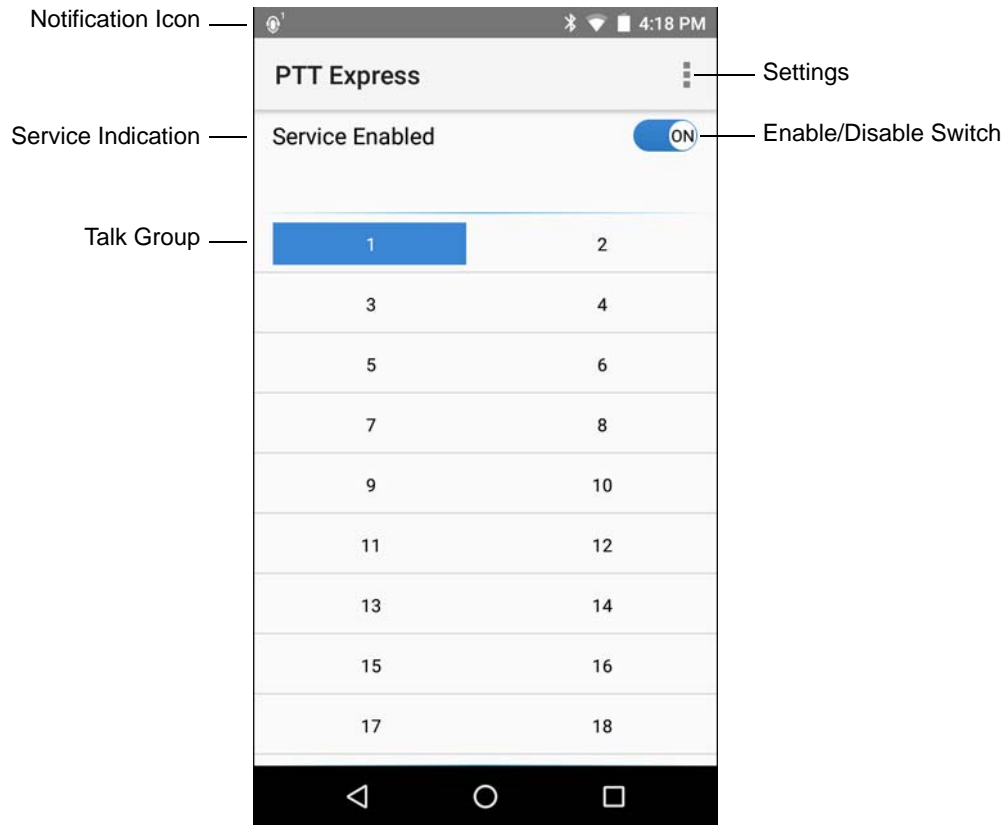 Notification Icon
1
4:18 PM
PTT Express
Settings
Service Indication
Service Enabled
ON
Enable/Disable Switch
Talk Group
1 2
3 4
5 6
7 8
9 10
11 12
13 14
15 16
17 18